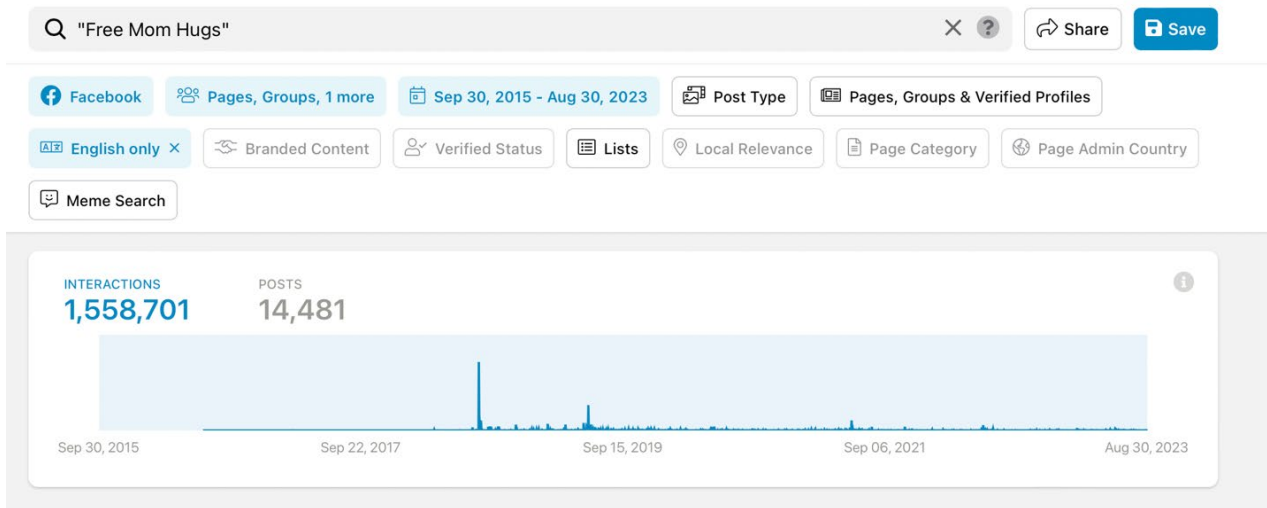 "Free Mom Hugs"
Share
Save
Facebook
Pages, Groups, 1 more
Sep 30, 2015 - Aug 30, 2023
Post Type
Pages, Groups & Verified Profiles
English only
Branded Content
Verified Status
Lists
Local Relevance
Page Category
Page Admin Country
Meme Search
INTERACTIONS
1,558,701
POSTS
14,481
Sep 30, 2015
Sep 22, 2017
Sep 15, 2019
Sep 06, 2021
Aug 30, 2023